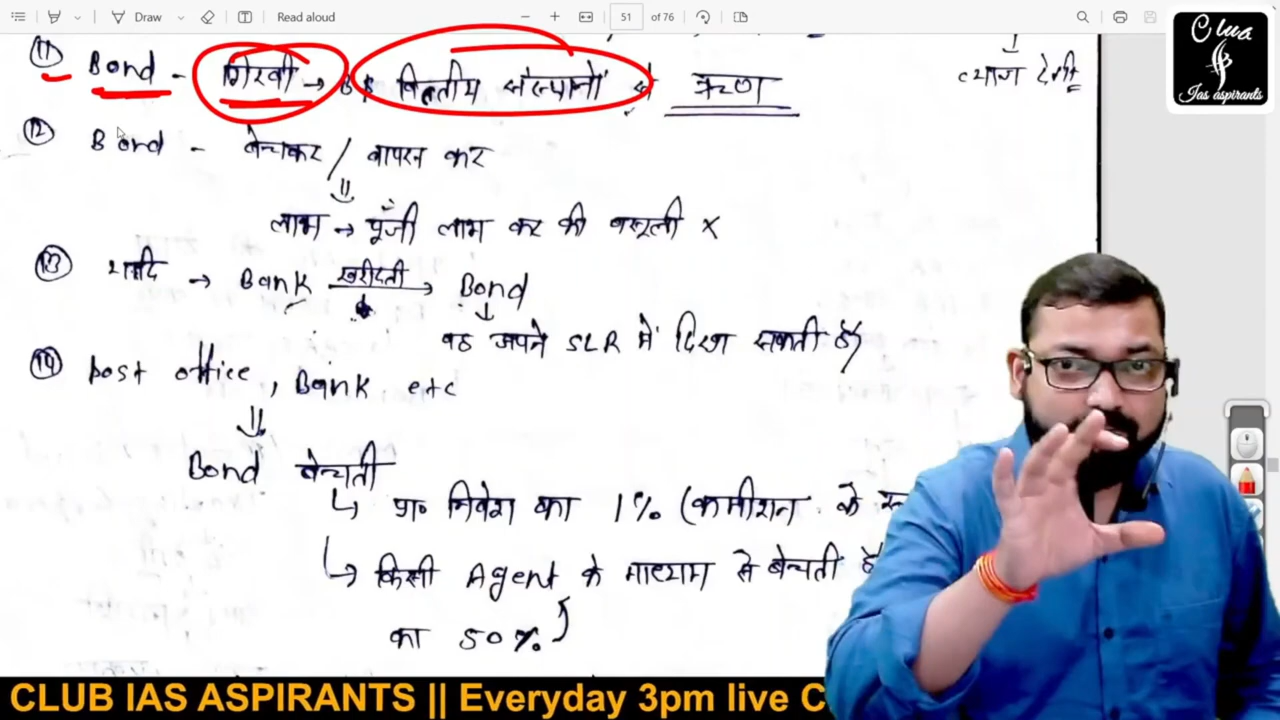 Draw
Read aloud
51 of 76
Club
Ias aspirants
11 Bond - गिरवी → वित्तीय संस्थानो से ऋण
ब्याज देगी
12 Bond - बेचकर / वापस कर
लाभ → पूँजी लाभ कर की वसूली ×
13 यदि → Bank खरीदती → Bond
वह अपने SLR में दिखा सकती है
14 post office, Bank etc
Bond बेचती
निवेश का 1% (कमीशन के
किसी Agent के माध्यम से बेचती है
का 50%
CLUB IAS ASPIRANTS || Everyday 3pm live C